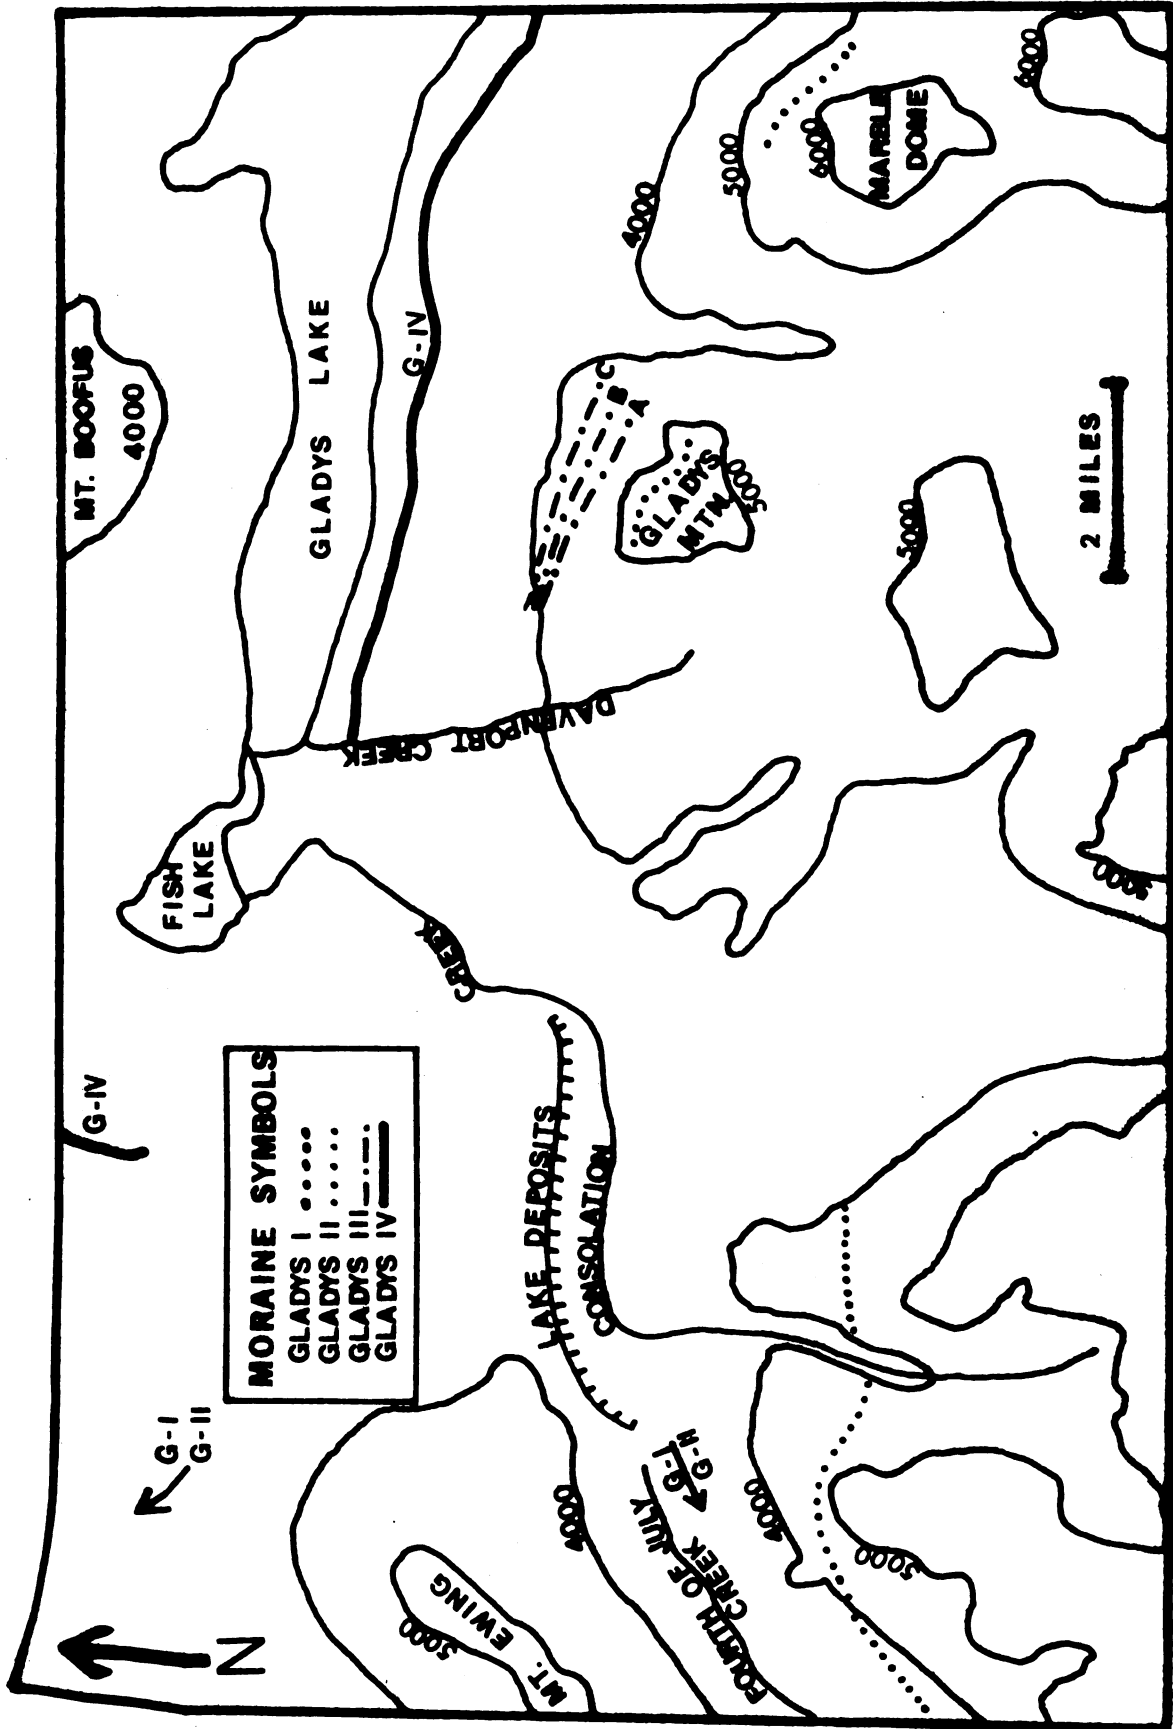 N
MT. EWING
5000
4000
G-I
G-II
G-IV
MT. BOOFUS
4000
FISH
LAKE
GLADYS LAKE
G-IV
MORAINE SYMBOLS
GLADYS I
GLADYS II
GLADYS III
GLADYS IV
CREEK
DAVENPORT CREEK
LAKE DEPOSITS
CONSOLATION
FOURTH OF JULY
CREEK
G-I
G-II
4000
5000
C
B
A
GLADYS
MTN.
5000
4000
5000
6000
MARBLE
DOME
6000
5000
5000
2 MILES